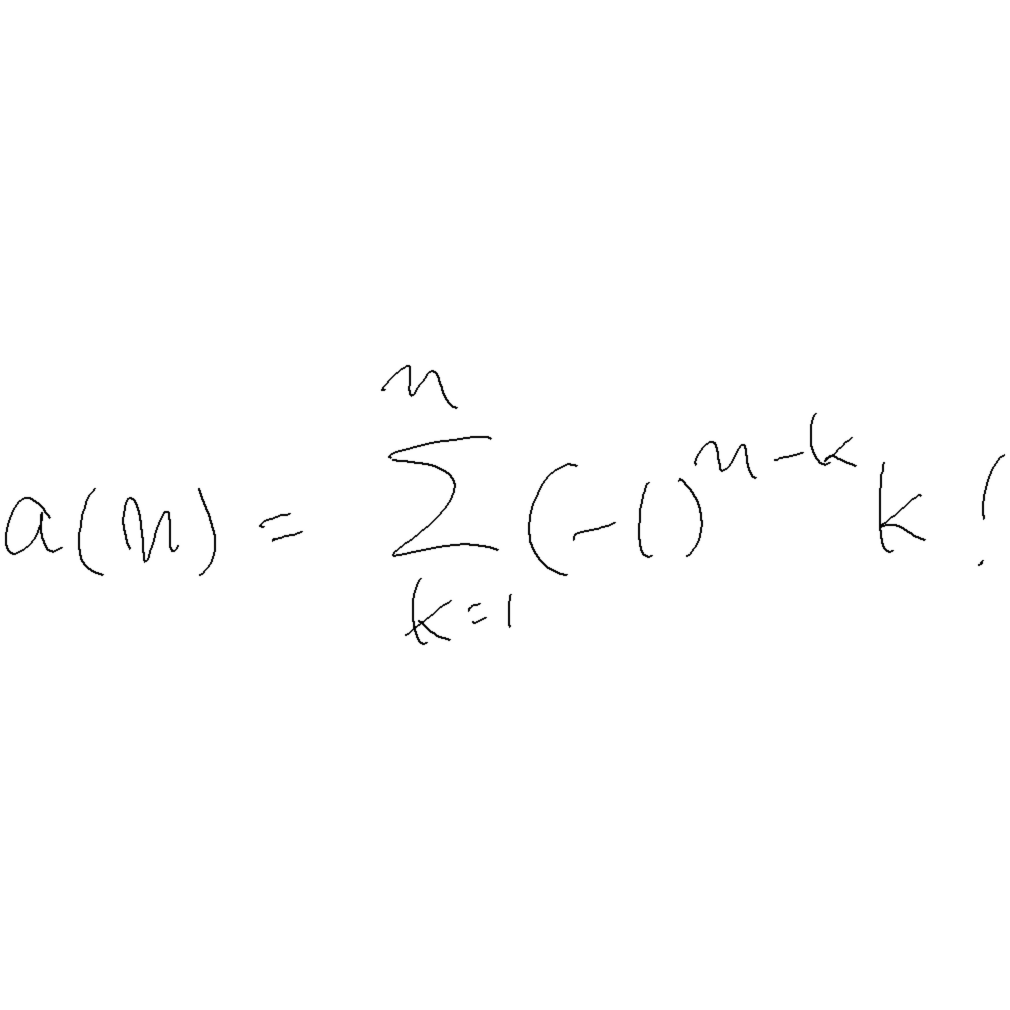 a(n) = \sum_{k=1}^{n} (-1)^{n-k} k!